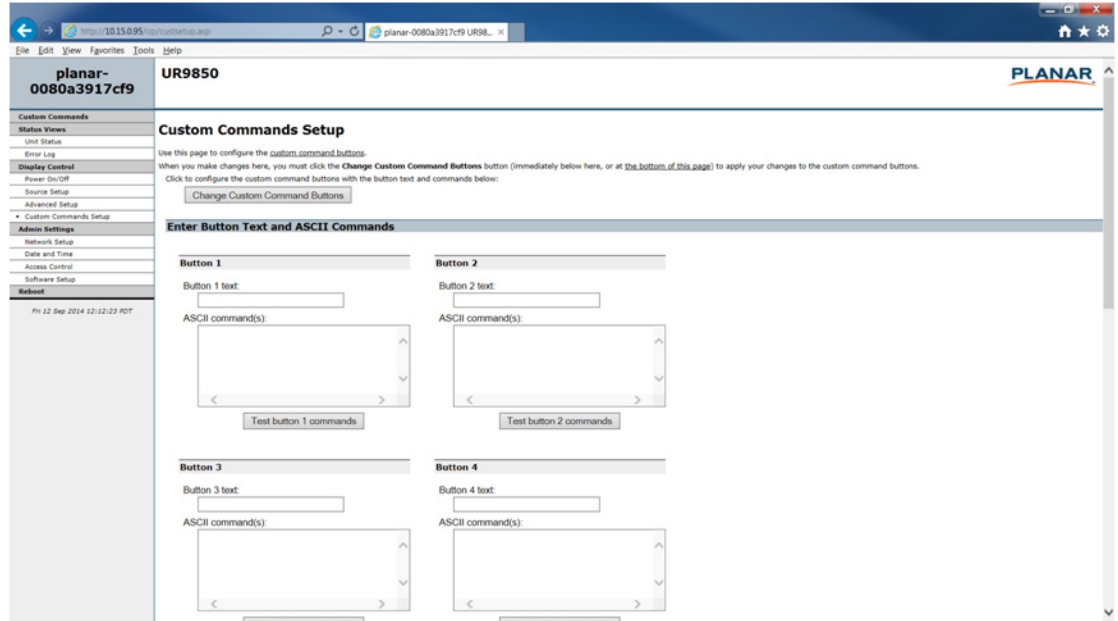 http://10.15.0.95/op/custsetup.asp
planar-0080a3917cf9 UR98...
File Edit View Favorites Tools Help
planar-
0080a3917cf9
UR9850
PLANAR
Custom Commands
Status Views
Unit Status
Error Log
Display Control
Power On/Off
Source Setup
Advanced Setup
Custom Commands Setup
Admin Settings
Network Setup
Date and Time
Access Control
Software Setup
Reboot
Fri 12 Sep 2014 12:12:23 PDT
Custom Commands Setup
Use this page to configure the custom command buttons.
When you make changes here, you must click the Change Custom Command Buttons button (immediately below here, or at the bottom of this page) to apply your changes to the custom command buttons.
Click to configure the custom command buttons with the button text and commands below:
Change Custom Command Buttons
Enter Button Text and ASCII Commands
Button 1 Button 2
Button 1 text: Button 2 text:
ASCII command(s): ASCII command(s):
Test button 1 commands Test button 2 commands
Button 3 Button 4
Button 3 text: Button 4 text:
ASCII command(s): ASCII command(s):